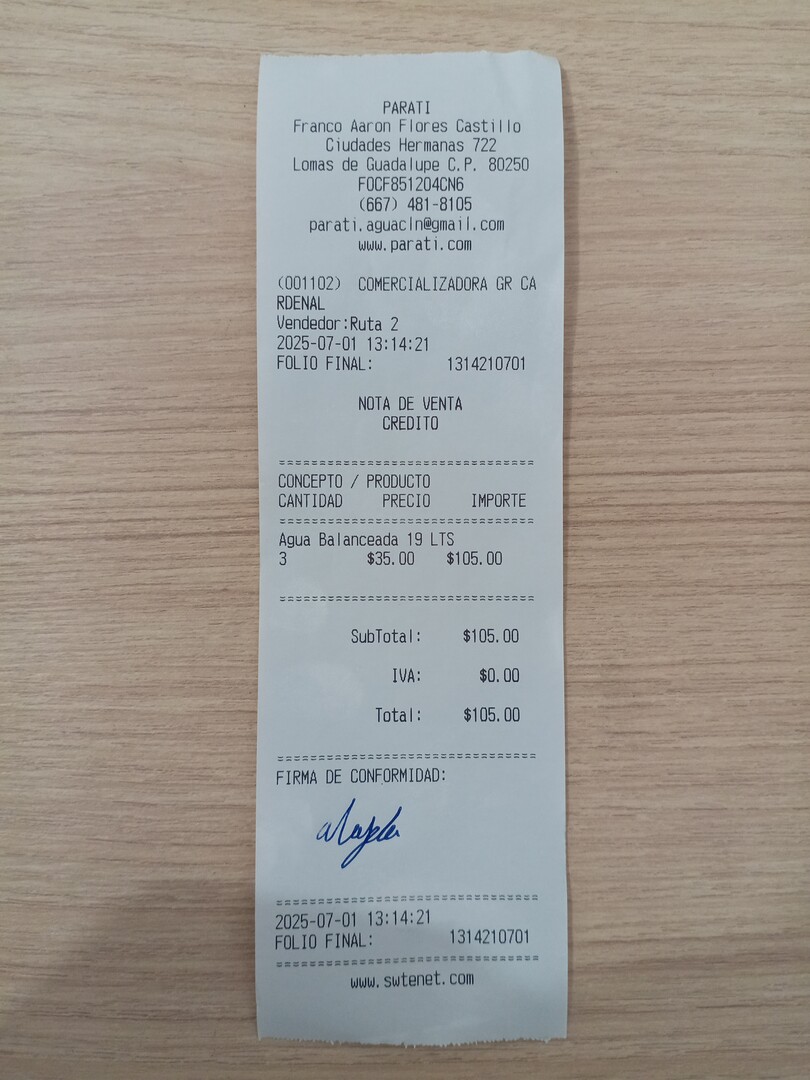 PARATI
Franco Aaron Flores Castillo
Ciudades Hermanas 722
Lomas de Guadalupe C.P. 80250
FOCF851204CN6
(667) 481-8105
parati.aguacln@gmail.com
www.parati.com
(001102) COMERCIALIZADORA GR CA
RDENAL
Vendedor:Ruta 2
2025-07-01 13:14:21
FOLIO FINAL: 1314210701
NOTA DE VENTA
CREDITO
================================
CONCEPTO / PRODUCTO
CANTIDAD PRECIO IMPORTE
================================
Agua Balanceada 19 LTS
3 $35.00 $105.00
================================
SubTotal: $105.00
IVA: $0.00
Total: $105.00
================================
FIRMA DE CONFORMIDAD:
================================
2025-07-01 13:14:21
FOLIO FINAL: 1314210701
================================
www.swtenet.com